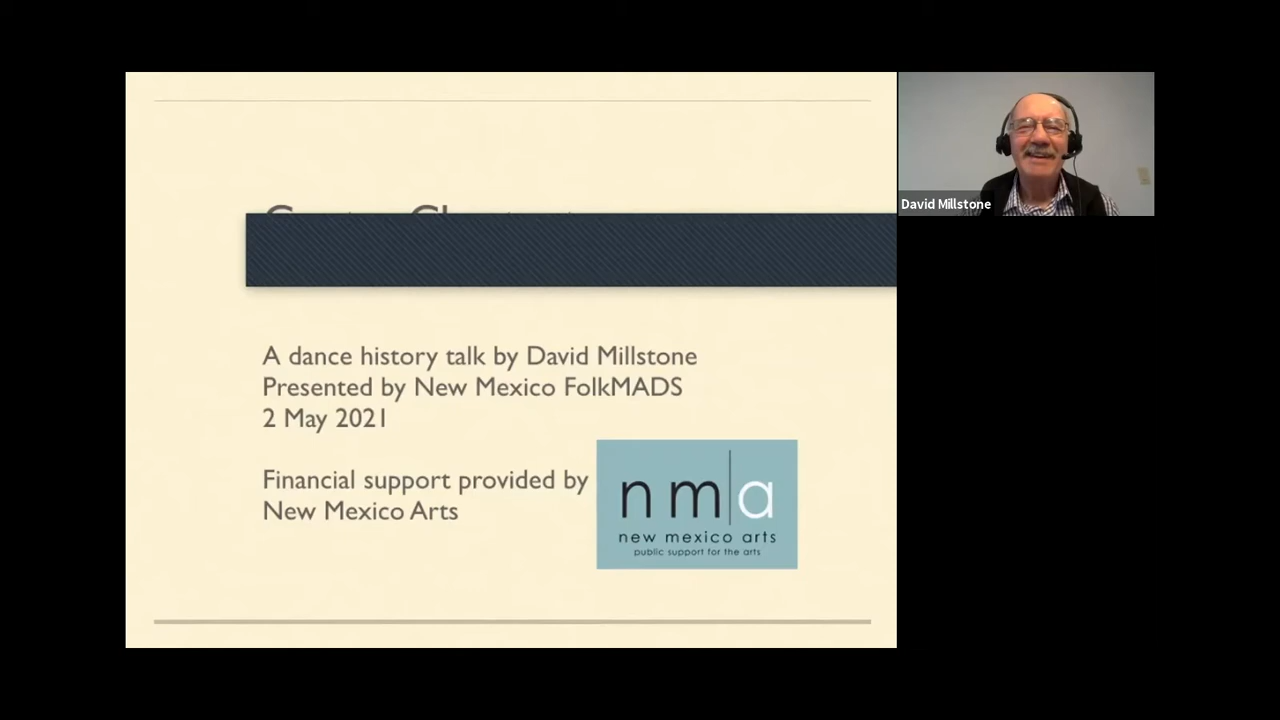 A dance history talk by David Millstone
Presented by New Mexico FolkMADS
2 May 2021
Financial support provided by
New Mexico Arts
nm|a
new mexico arts
public support for the arts
David Millstone